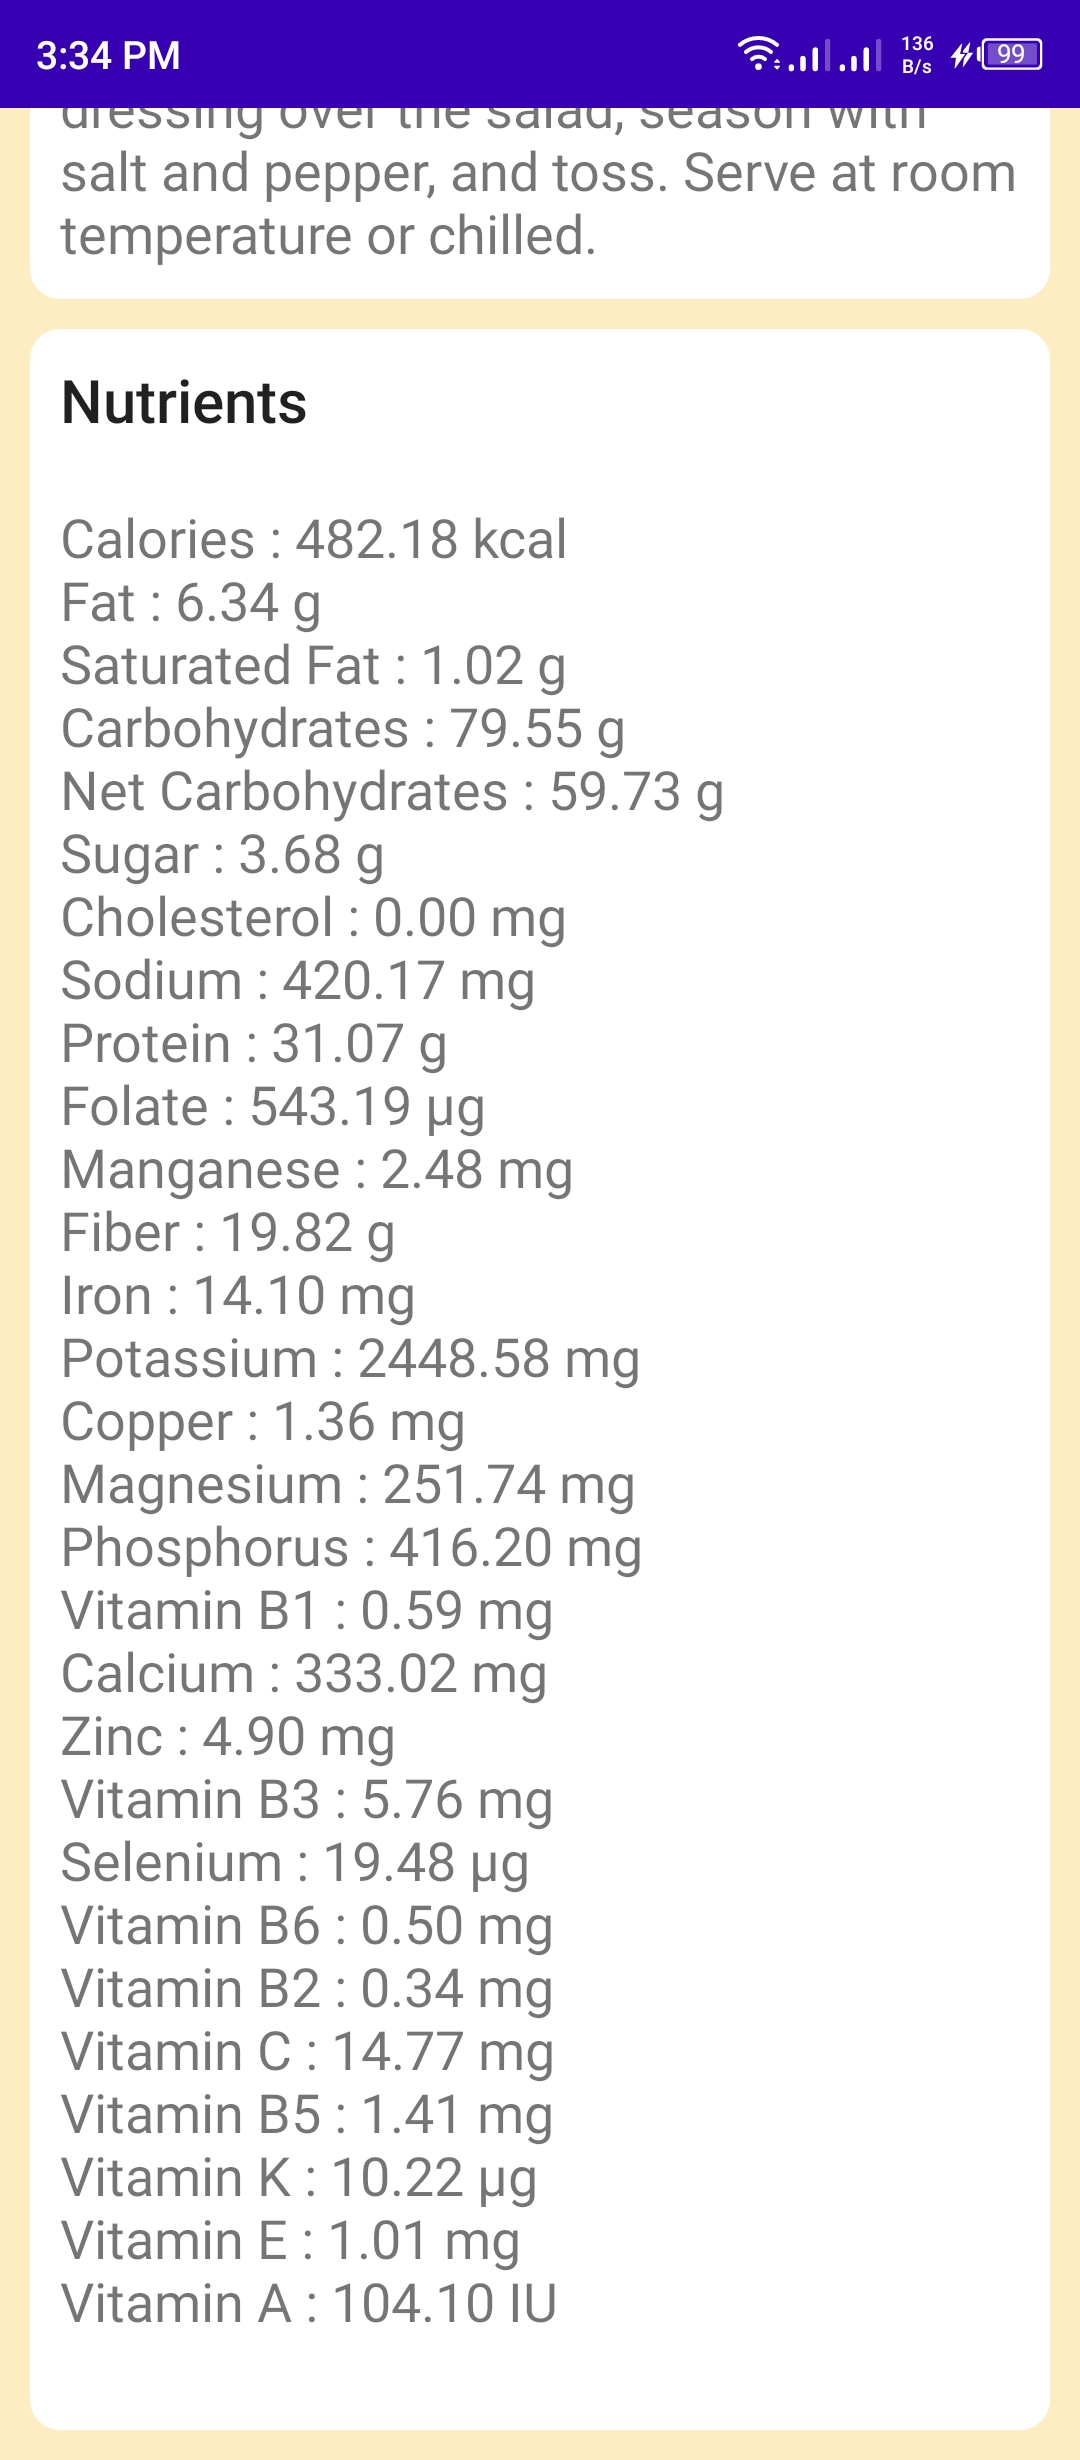 3:34 PM
136
B/s
99
dressing over the salad, season with
salt and pepper, and toss. Serve at room
temperature or chilled.
Nutrients
Calories : 482.18 kcal
Fat : 6.34 g
Saturated Fat : 1.02 g
Carbohydrates : 79.55 g
Net Carbohydrates : 59.73 g
Sugar : 3.68 g
Cholesterol : 0.00 mg
Sodium : 420.17 mg
Protein : 31.07 g
Folate : 543.19 µg
Manganese : 2.48 mg
Fiber : 19.82 g
Iron : 14.10 mg
Potassium : 2448.58 mg
Copper : 1.36 mg
Magnesium : 251.74 mg
Phosphorus : 416.20 mg
Vitamin B1 : 0.59 mg
Calcium : 333.02 mg
Zinc : 4.90 mg
Vitamin B3 : 5.76 mg
Selenium : 19.48 µg
Vitamin B6 : 0.50 mg
Vitamin B2 : 0.34 mg
Vitamin C : 14.77 mg
Vitamin B5 : 1.41 mg
Vitamin K : 10.22 µg
Vitamin E : 1.01 mg
Vitamin A : 104.10 IU